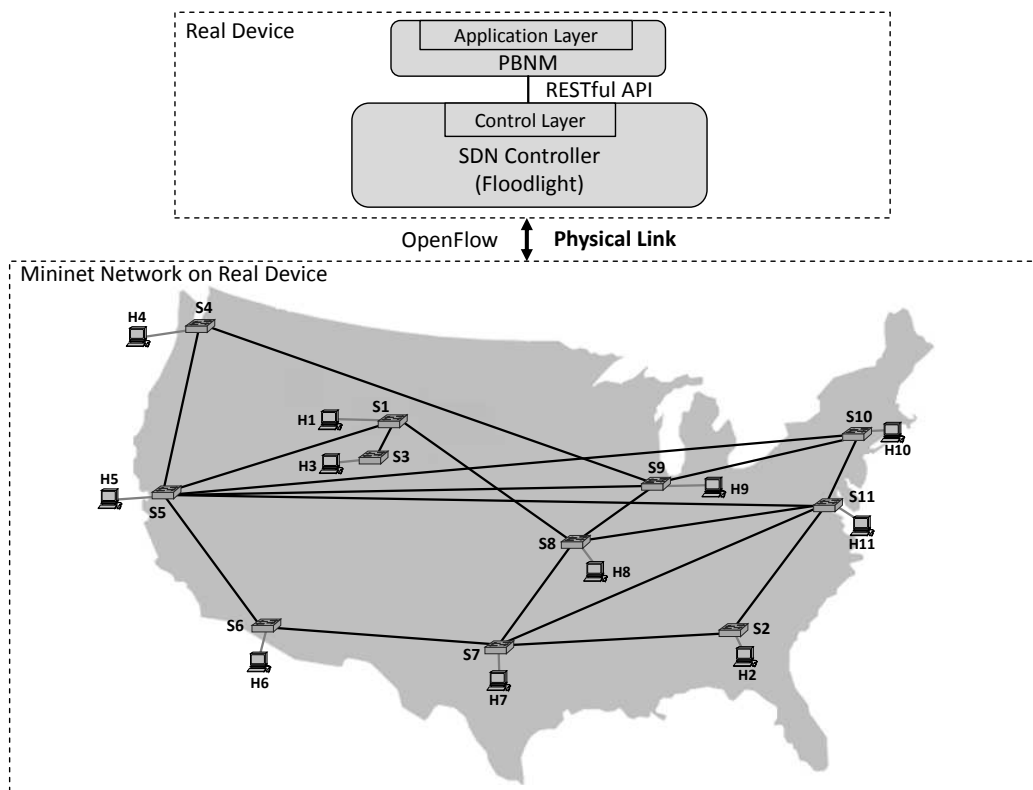 Real Device
Application Layer
PBNM
RESTful API
Control Layer
SDN Controller
(Floodlight)
OpenFlow Physical Link
Mininet Network on Real Device
S4
H4
S1
H1
S10
H3 S3
H10
S9
H5
H9
S11
S5
S8
H11
H8
S6
S2
S7
H6
H2
H7